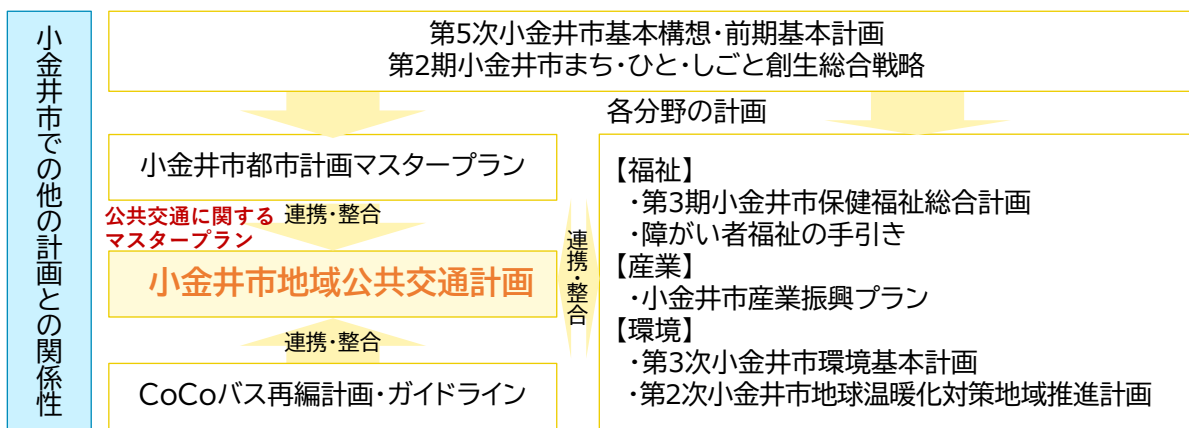 小金井市での他の計画との関係性
第5次小金井市基本構想・前期基本計画
第2期小金井市まち・ひと・しごと創生総合戦略
各分野の計画
小金井市都市計画マスタープラン
公共交通に関する
マスタープラン
連携・整合
小金井市地域公共交通計画
連携・整合
CoCoバス再編計画・ガイドライン
連携・整合
【福祉】
・第3期小金井市保健福祉総合計画
・障がい者福祉の手引き
【産業】
・小金井市産業振興プラン
【環境】
・第3次小金井市環境基本計画
・第2次小金井市地球温暖化対策地域推進計画